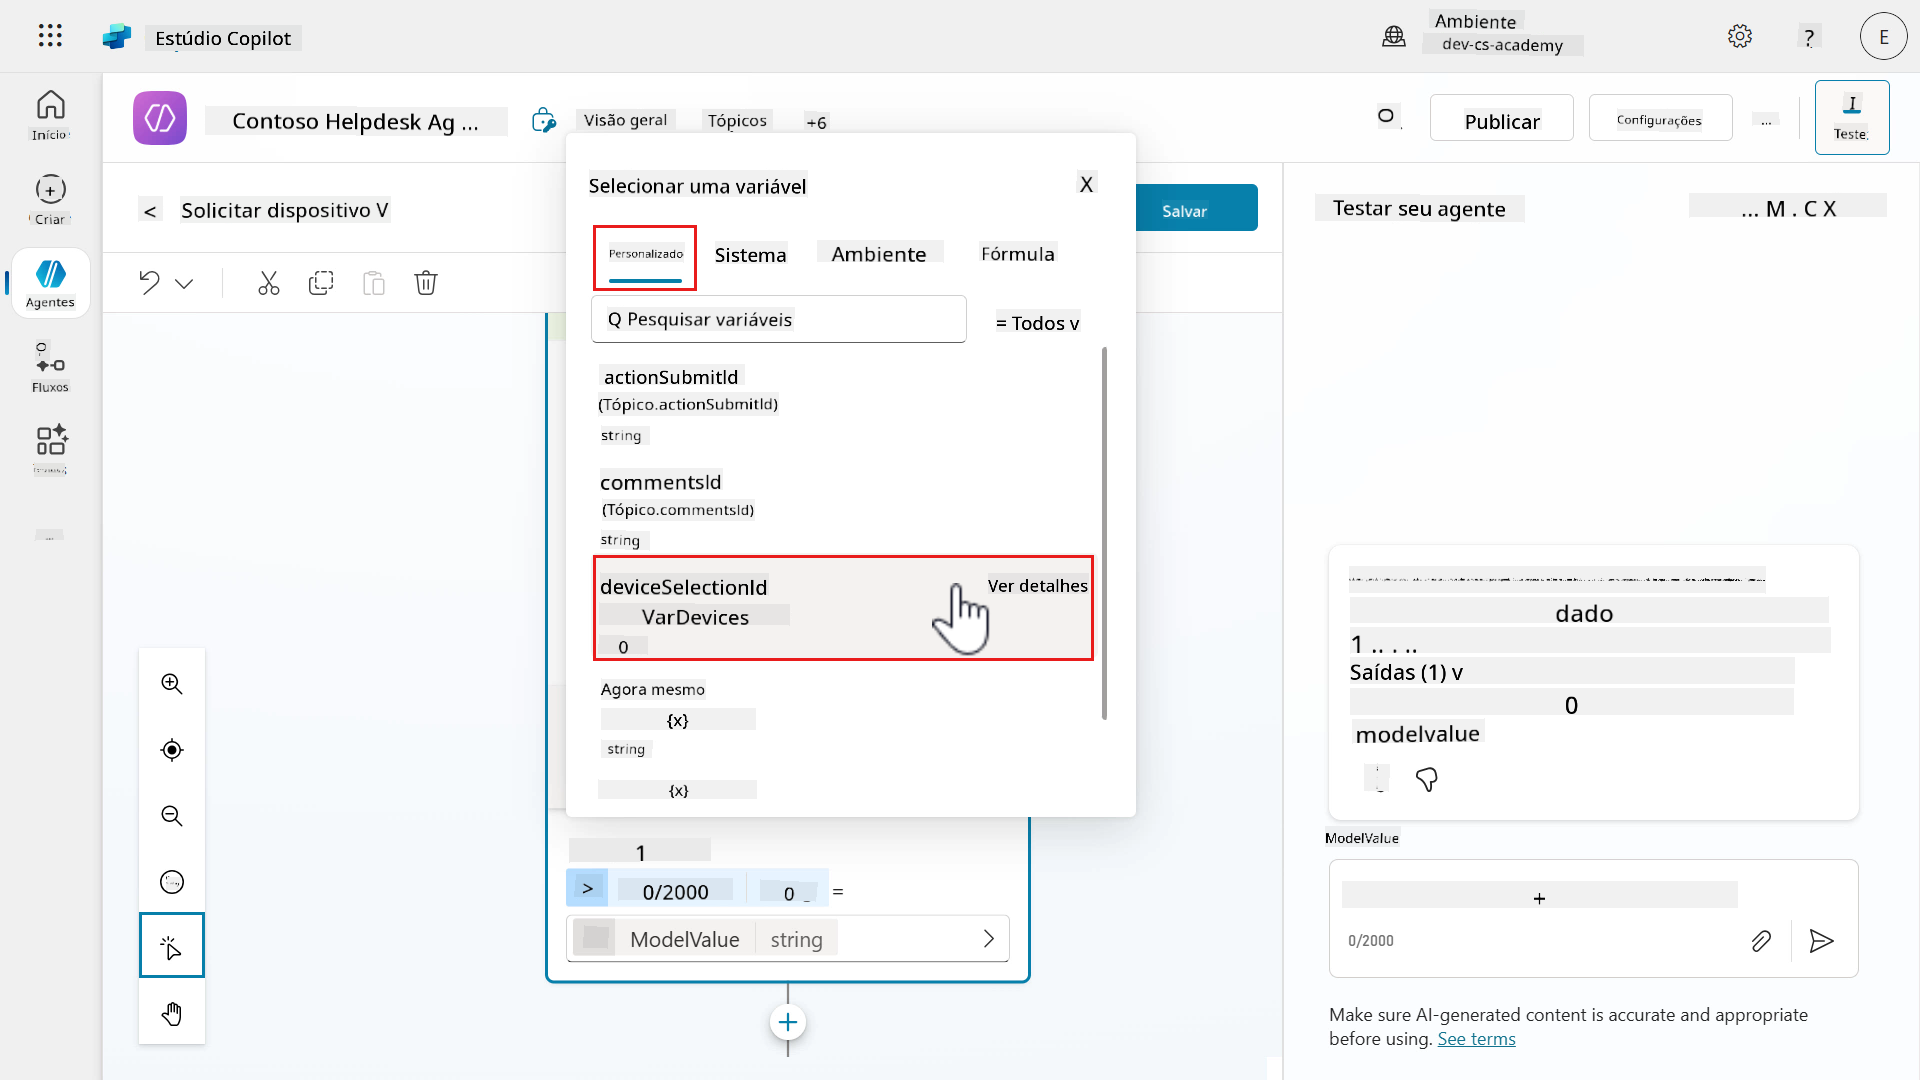 Estúdio Copilot
Ambiente
dev-cs-academy
?
E
Início
Criar
Agentes
Fluxos
Contoso Helpdesk Ag ...
Visão geral
Tópicos
+6
O
Publicar
Configurações
...
I
Teste
< Solicitar dispositivo V
Salvar
Selecionar uma variável
X
Personalizado
Sistema
Ambiente
Fórmula
Q Pesquisar variáveis
= Todos v
actionSubmitId
(Tópico.actionSubmitId)
string
commentsId
(Tópico.commentsId)
string
deviceSelectionId
Ver detalhes
VarDevices
0
Agora mesmo
{x}
string
{x}
1
> 0/2000 0 =
ModelValue string
Testar seu agente
... M . C X
dado
1 .. . ..
Saídas (1) v
0
modelvalue
ModelValue
+
0/2000
Make sure AI-generated content is accurate and appropriate
before using. See terms